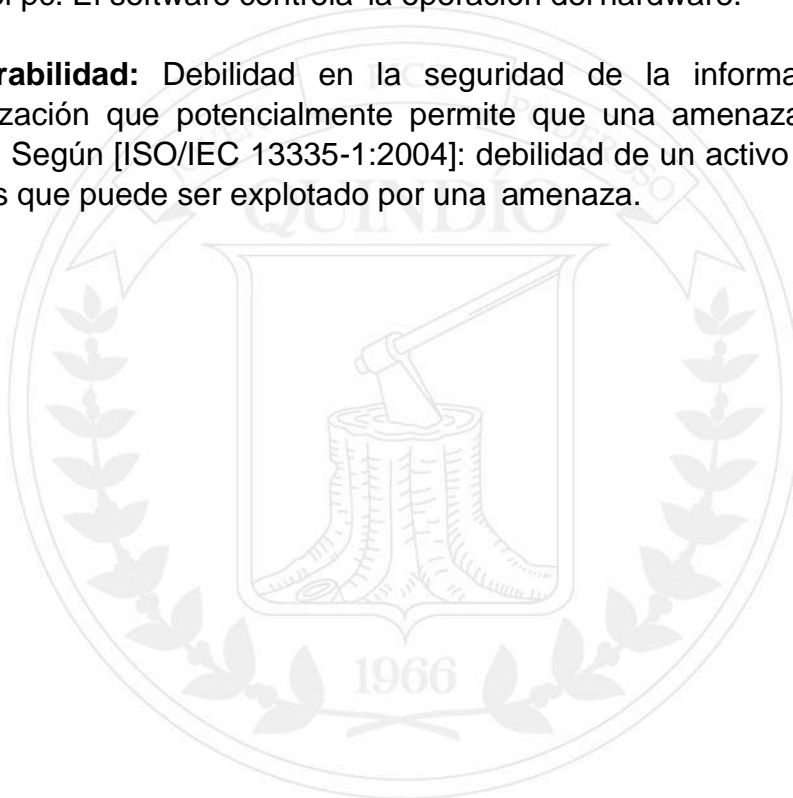 pc. El software controla la operación del hardware.
rabilidad: Debilidad en la seguridad de la informa
zación que potencialmente permite que una amenaza
Según [ISO/IEC 13335-1:2004]: debilidad de un activo
s que puede ser explotado por una amenaza.
QUINDÍO
1966